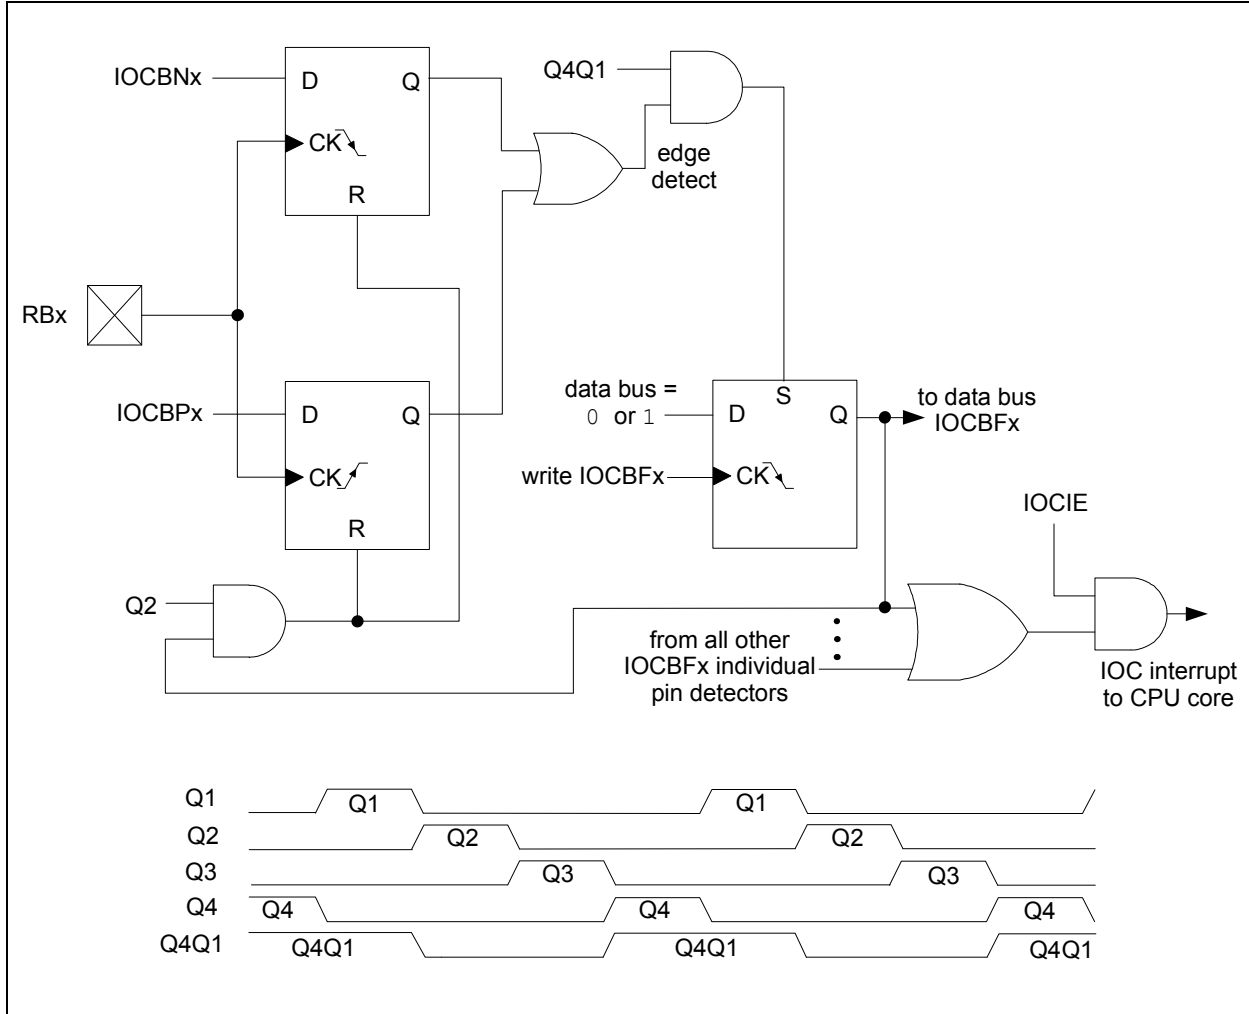 IOCBNx
D
Q
CK
R
Q4Q1
edge
detect
RBx
IOCBPx
D
Q
CK
R
data bus =
0 or 1
S
D
Q
to data bus
IOCBFx
write IOCBFx
CK
IOCIE
Q2
from all other
IOCBFx individual
pin detectors
IOC interrupt
to CPU core
Q1
Q1
Q1
Q2
Q2
Q2
Q3
Q3
Q3
Q4
Q4
Q4
Q4
Q4Q1
Q4Q1
Q4Q1
Q4Q1